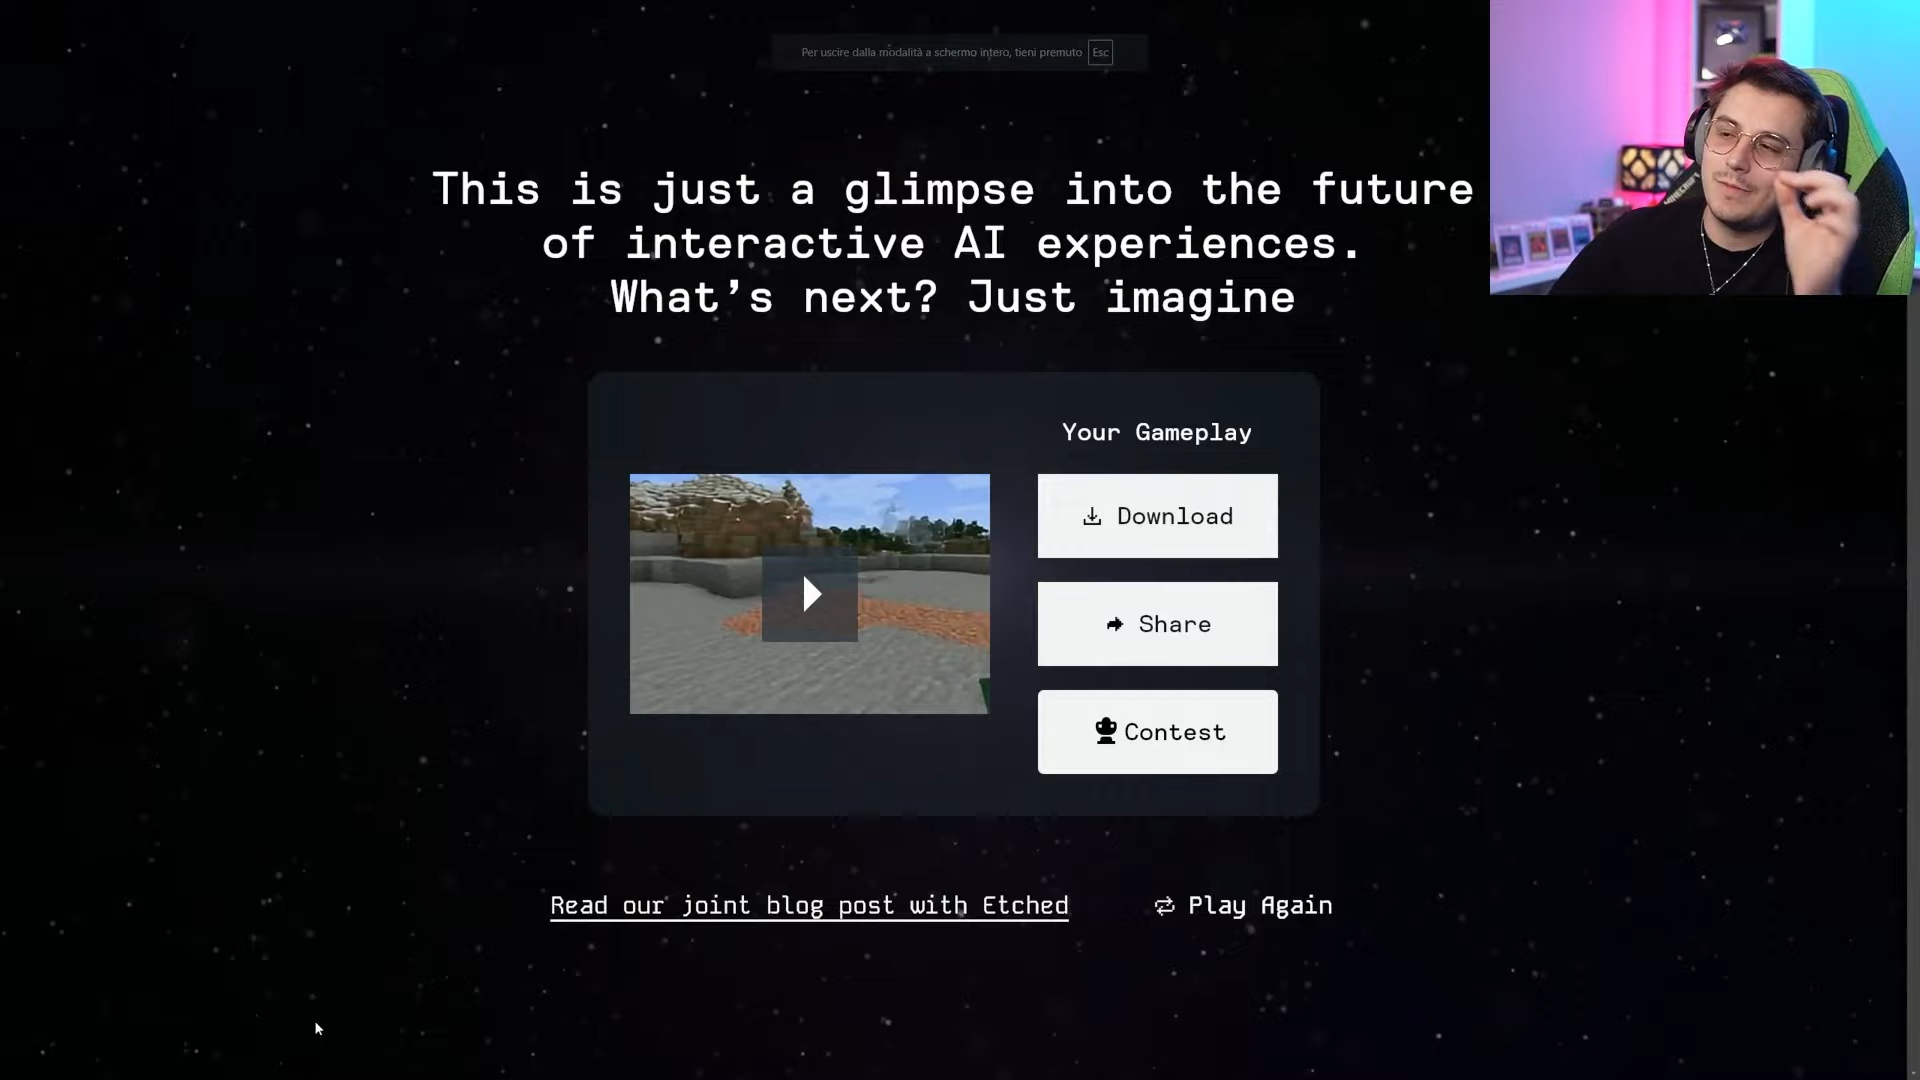 Per uscire dalla modalità a schermo intero, tieni premuto Esc
This is just a glimpse into the future
of interactive AI experiences.
What's next? Just imagine
Your Gameplay
Download
Share
Contest
Read our joint blog post with Etched
Play Again
MINECRAFT